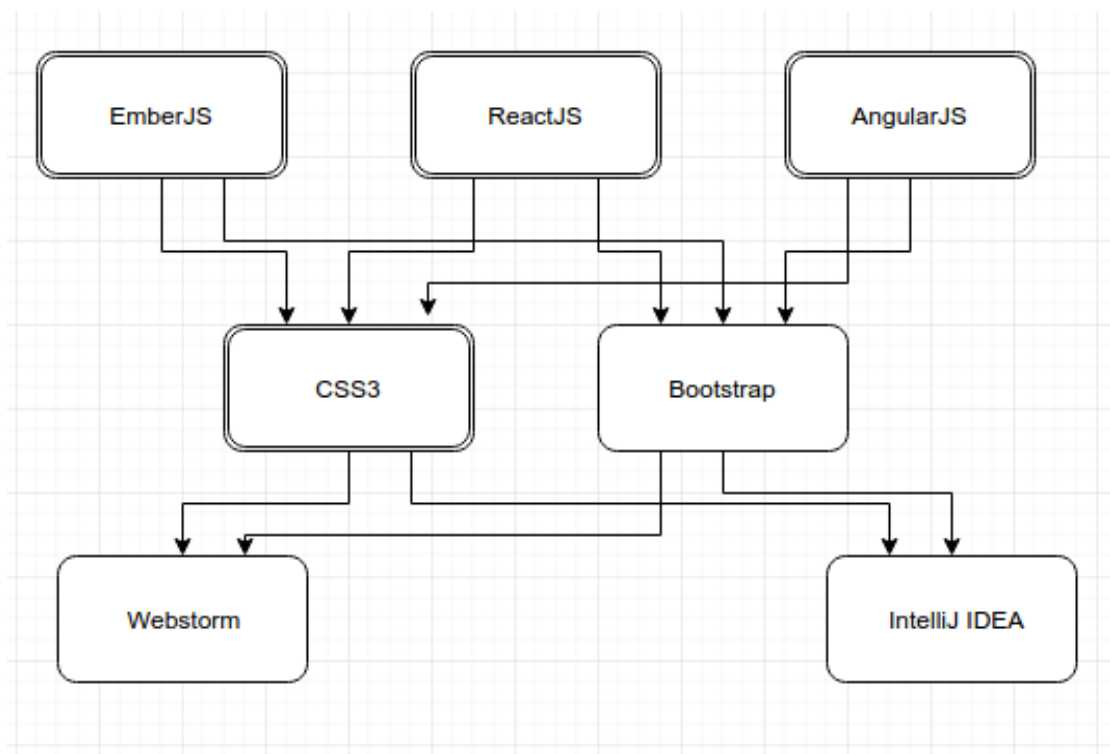 EmberJS
ReactJS
AngularJS
CSS3
Bootstrap
Webstorm
IntelliJ IDEA